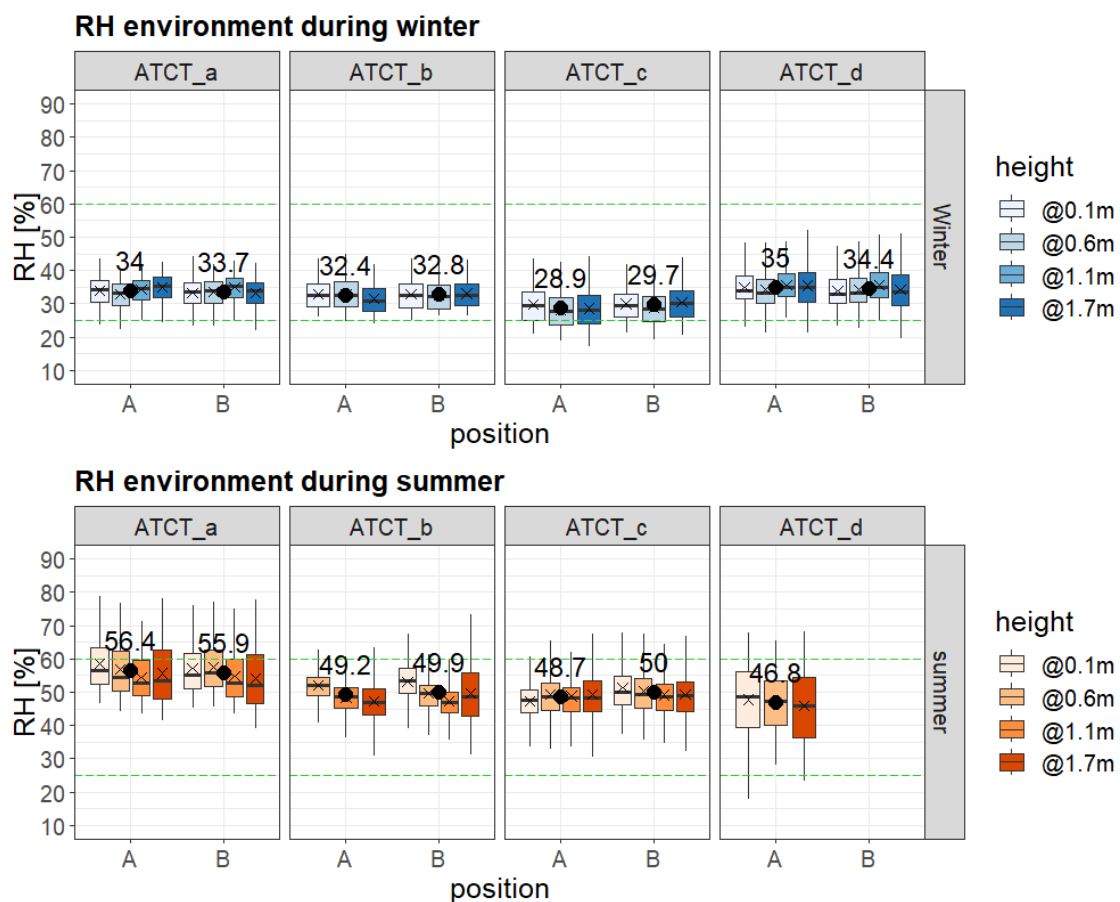 RH environment during winter
ATCT_a ATCT_b ATCT_c ATCT_d
RH [%]
90
80
70
60
50
40
30
20
10
34 33.7 32.4 32.8 28.9 29.7 35 34.4
Winter
A B A B A B A B
position
height
@0.1m
@0.6m
@1.1m
@1.7m
RH environment during summer
ATCT_a ATCT_b ATCT_c ATCT_d
RH [%]
90
80
70
60
50
40
30
20
10
56.4 55.9 49.2 49.9 48.7 50 46.8
summer
A B A B A B A B
position
height
@0.1m
@0.6m
@1.1m
@1.7m